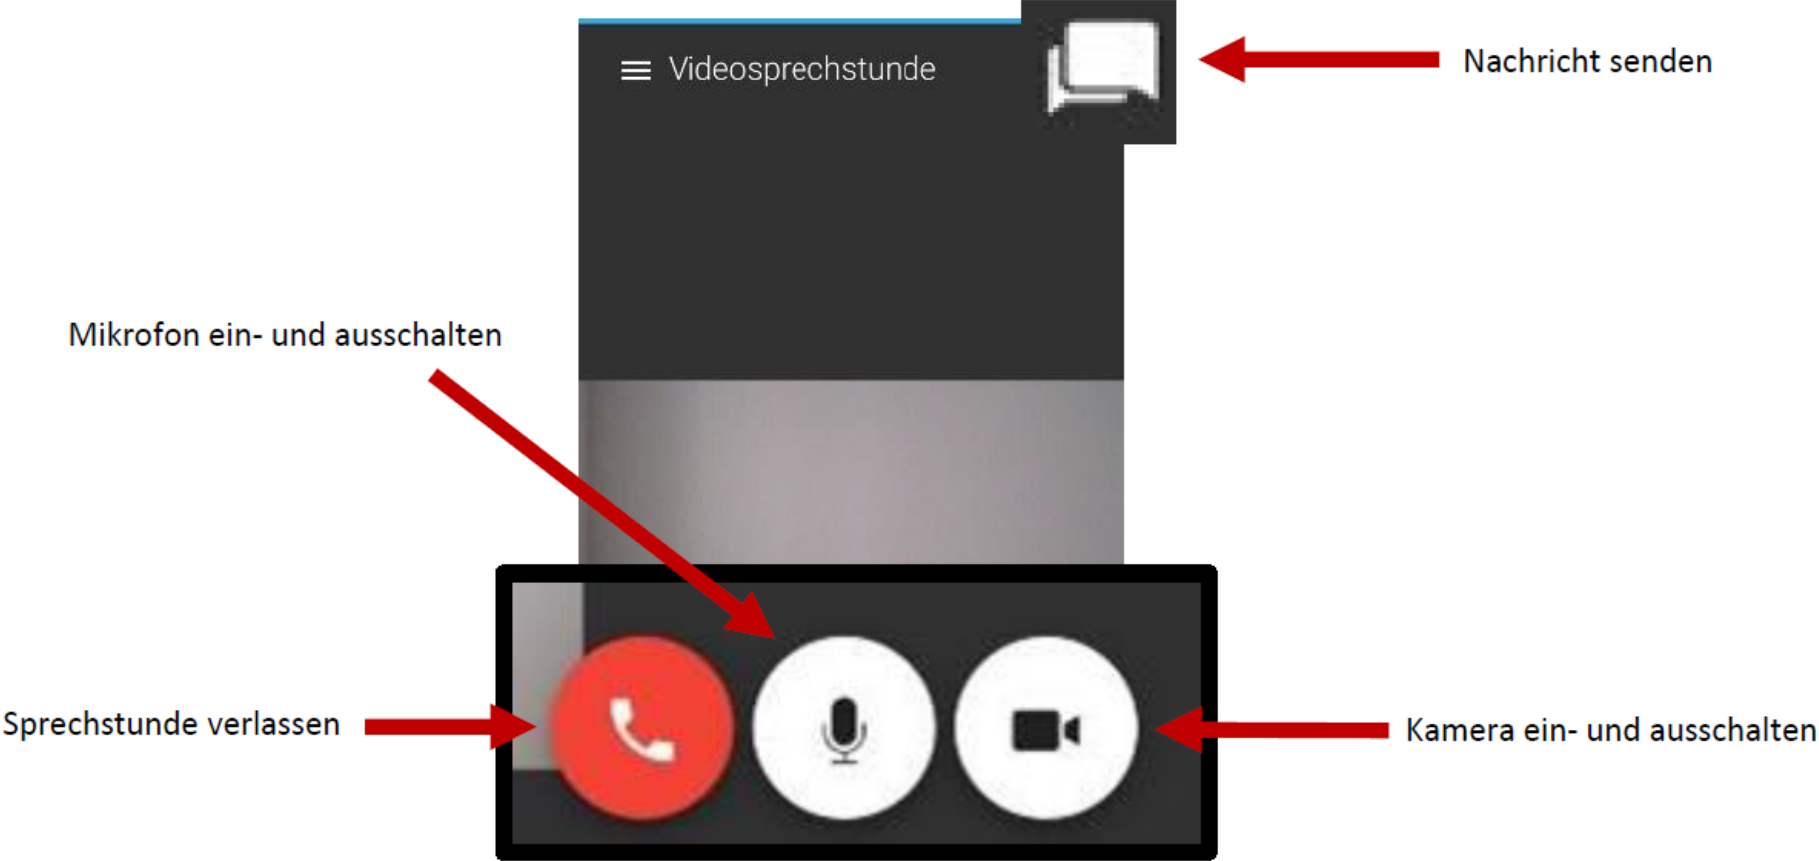 Videosprechstunde
Nachricht senden
Mikrofon ein- und ausschalten
Sprechstunde verlassen
Kamera ein- und ausschalten